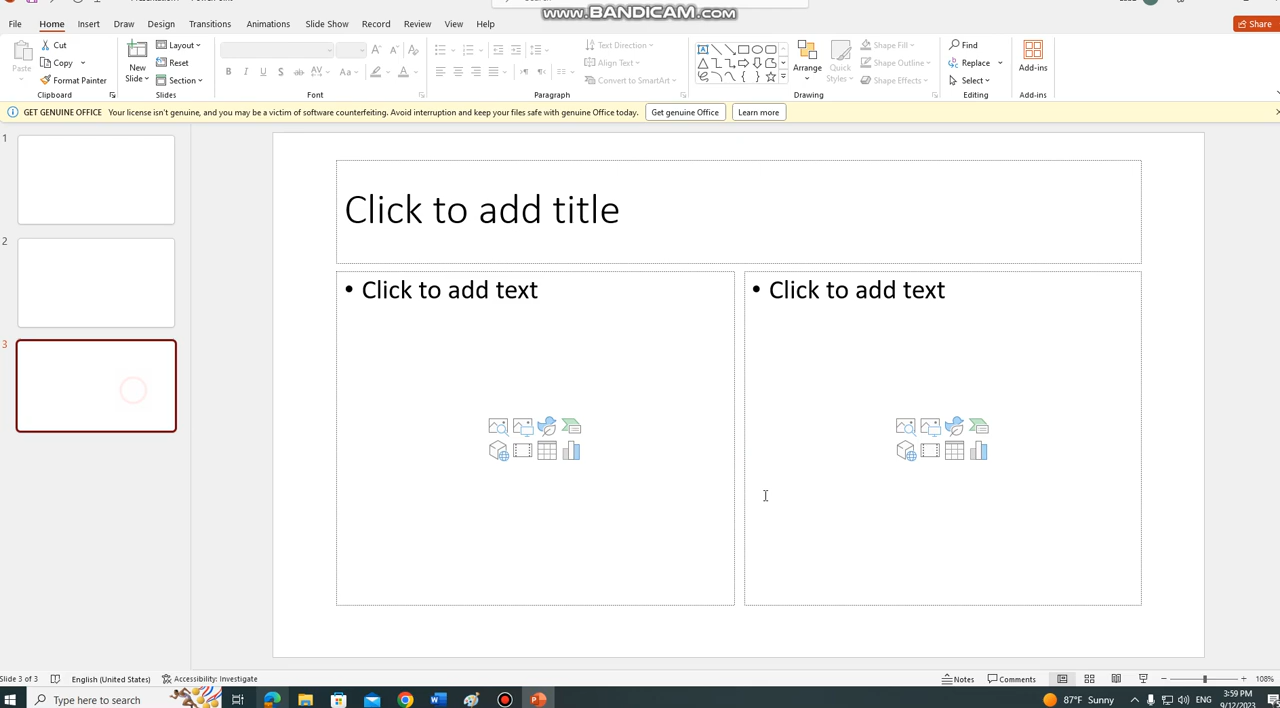 www.BANDICAM.com
File Home Insert Draw Design Transitions Animations Slide Show Record Review View Help Share
Paste Cut Copy Format Painter Clipboard
New Slide Layout Reset Section Slides
Font
Text Direction Align Text Convert to SmartArt Paragraph
Arrange Quick Styles Shape Fill Shape Outline Shape Effects Drawing
Find Replace Select Editing
Add-ins Add-ins
GET GENUINE OFFICE Your license isn't genuine, and you may be a victim of software counterfeiting. Avoid interruption and keep your files safe with genuine Office today. Get genuine Office Learn more
1
2
3
Click to add title
• Click to add text
• Click to add text
Slide 3 of 3 English (United States) Accessibility: Investigate Notes Comments 108%
Type here to search 87°F Sunny ENG 3:59 PM
9/12/2023